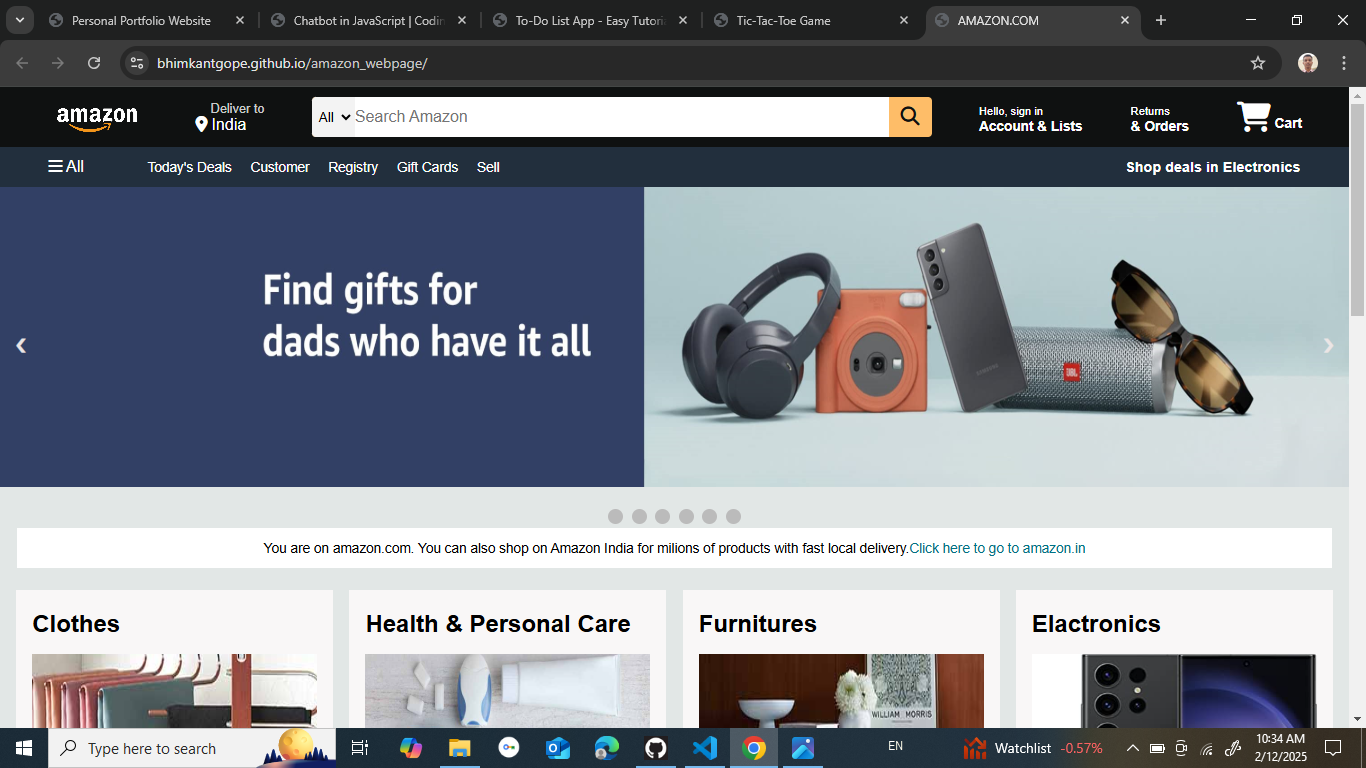 Personal Portfolio Website
Chatbot in JavaScript | Codin
To-Do List App - Easy Tutoria
Tic-Tac-Toe Game
AMAZON.COM
bhimkantgope.github.io/amazon_webpage/
amazon
Deliver to
India
All
Search Amazon
Hello, sign in
Account & Lists
Returns
& Orders
Cart
All
Today's Deals
Customer
Registry
Gift Cards
Sell
Shop deals in Electronics
Find gifts for
dads who have it all
SAMSUNG
JBL
You are on amazon.com. You can also shop on Amazon India for milions of products with fast local delivery.Click here to go to amazon.in
Clothes
Health & Personal Care
Furnitures
Elactronics
WILLIAM MORRIS
Type here to search
EN
Watchlist -0.57%
10:34 AM
2/12/2025